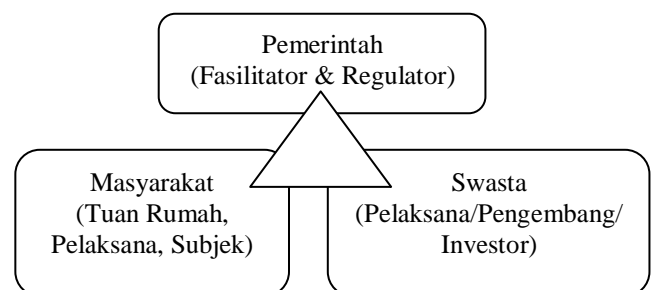 Pemerintah
(Fasilitator & Regulator)
Masyarakat
(Tuan Rumah,
Pelaksana, Subjek)
Swasta
(Pelaksana/Pengembang/
Investor)